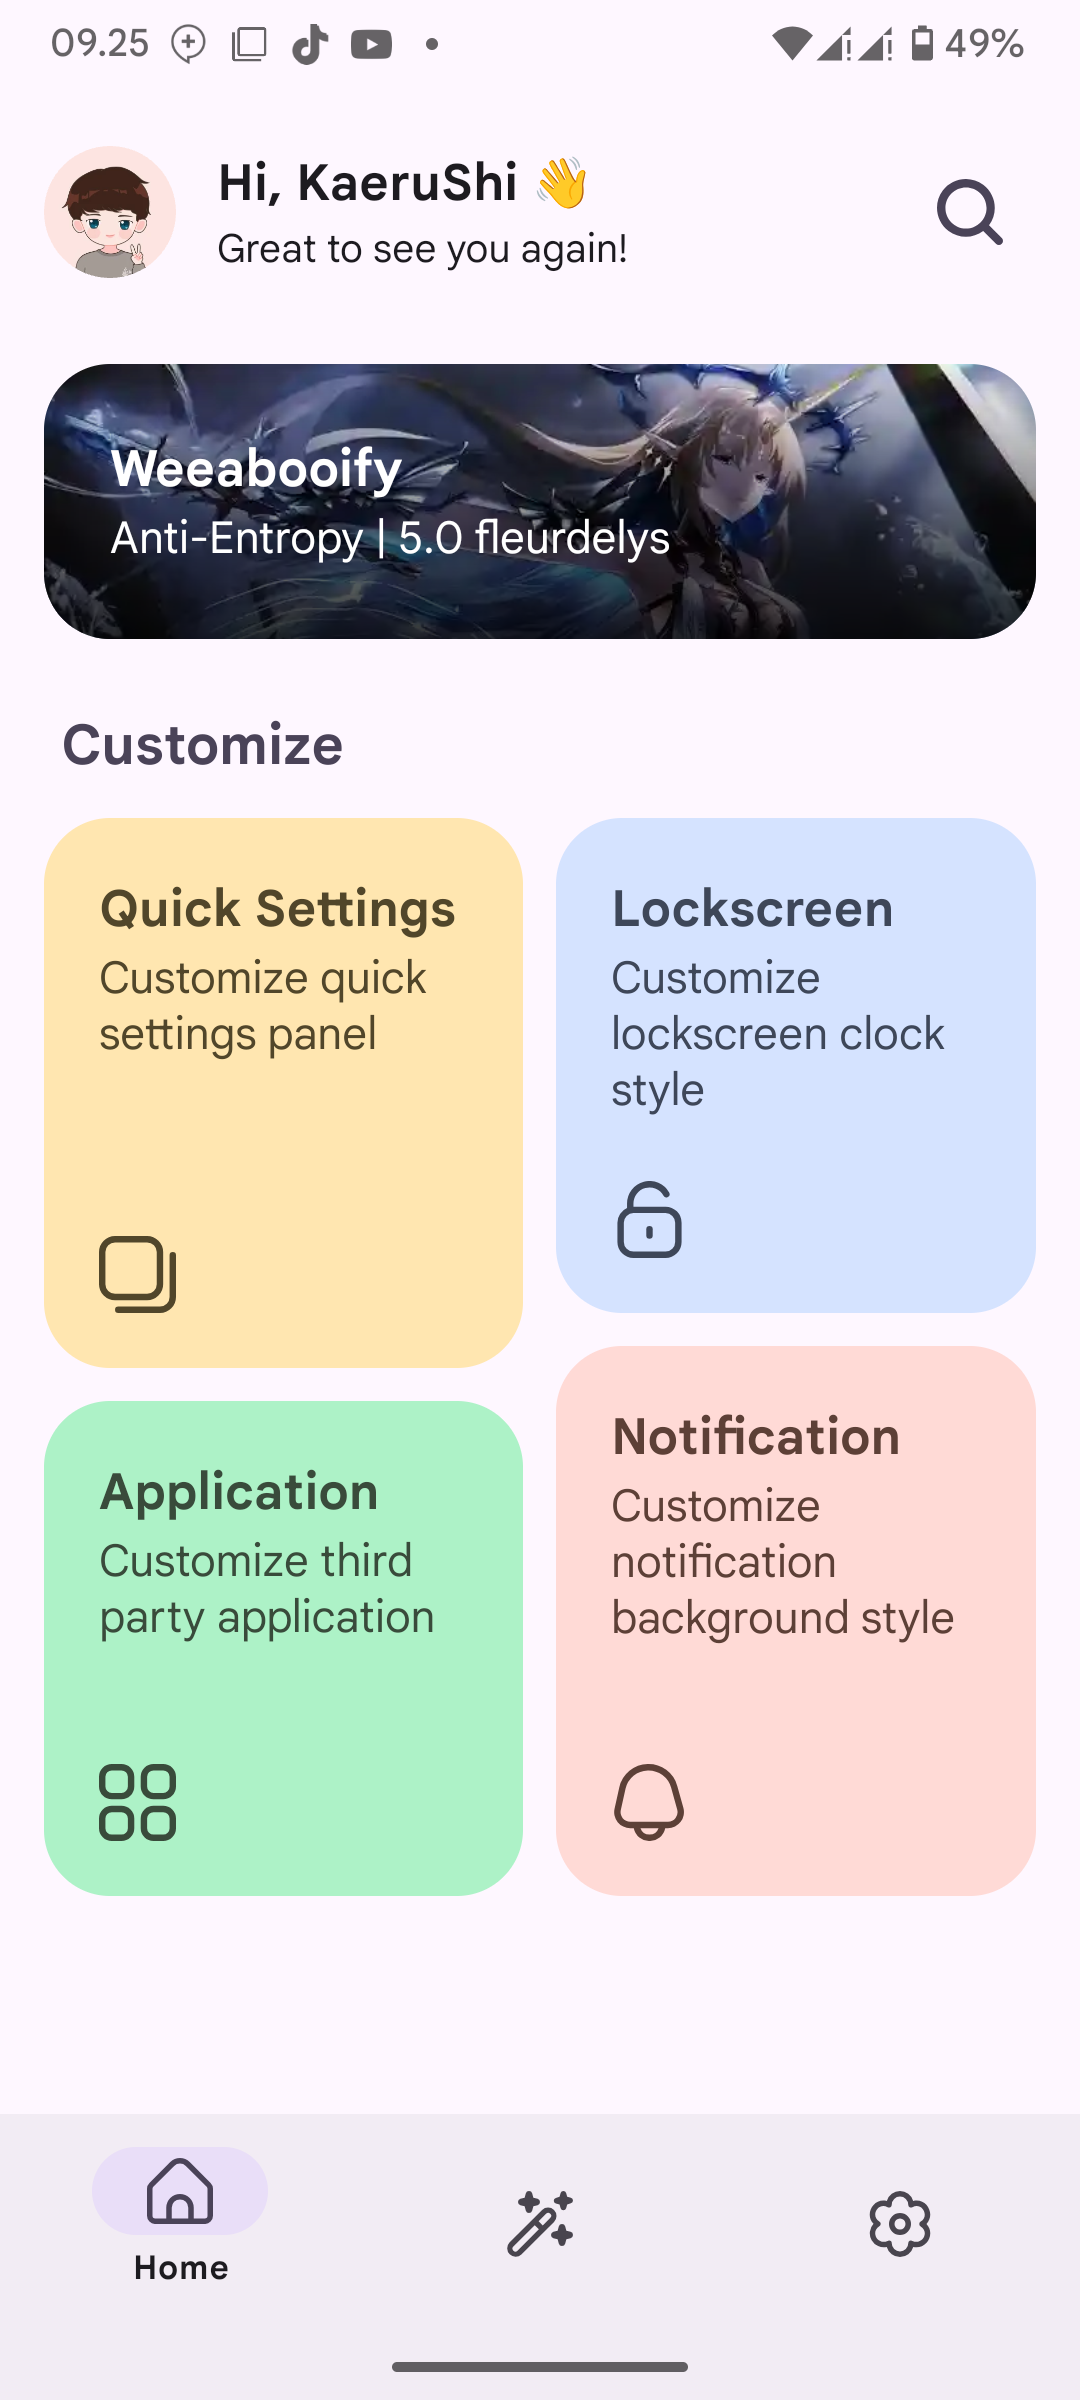 09.25
49%
Hi, KaeruShi 👋
Great to see you again!
Weeabooify
Anti-Entropy | 5.0 fleurdelys
Customize
Quick Settings
Customize quick
settings panel
Lockscreen
Customize
lockscreen clock
style
Application
Customize third
party application
Notification
Customize
notification
background style
Home